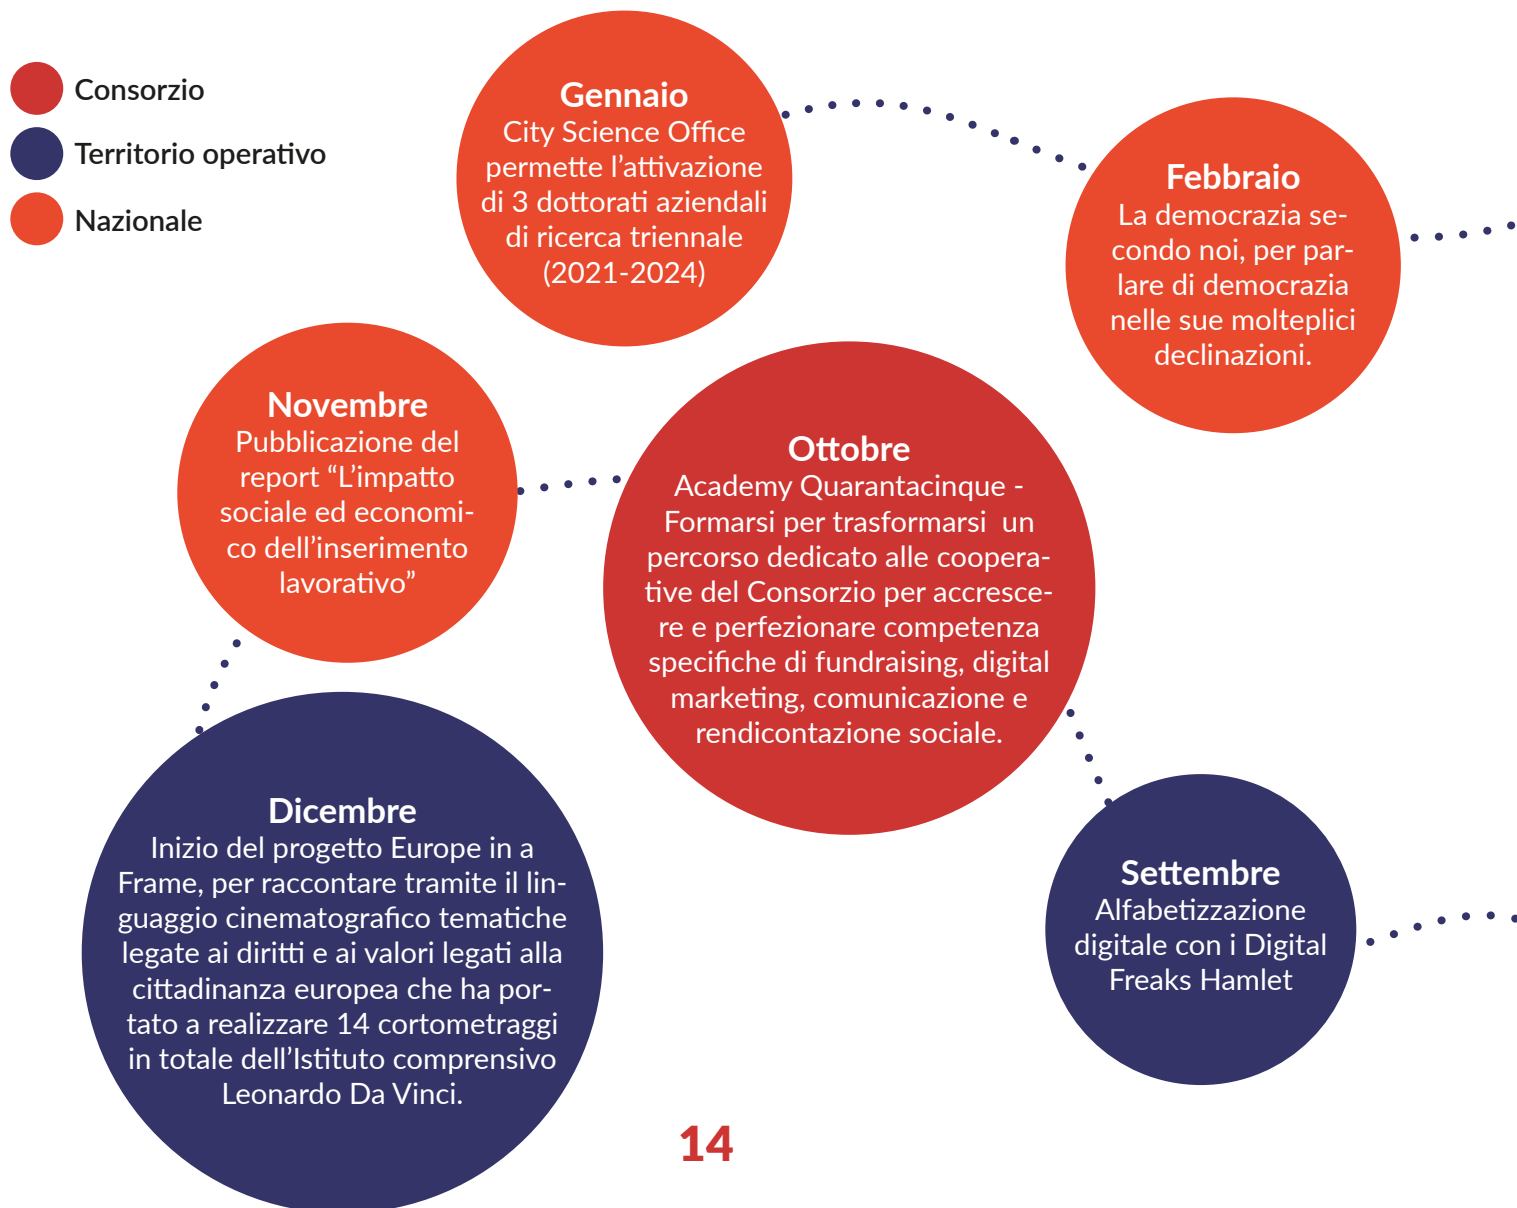 Consorzio
Territorio operativo
Nazionale
Gennaio
City Science Office
permette l’attivazione
di 3 dottorati aziendali
di ricerca triennale
(2021-2024)
Febbraio
La democrazia se-
condo noi, per par-
lare di democrazia
nelle sue molteplici
declinazioni.
Novembre
Pubblicazione del
report “L’impatto
sociale ed economi-
co dell’inserimento
lavorativo”
Ottobre
Academy Quarantacinque -
Formarsi per trasformarsi  un
percorso dedicato alle coopera-
tive del Consorzio per accresce-
re e perfezionare competenza
specifiche di fundraising, digital
marketing, comunicazione e
rendicontazione sociale.
Dicembre
Inizio del progetto Europe in a
Frame, per raccontare tramite il lin-
guaggio cinematografico tematiche
legate ai diritti e ai valori legati alla
cittadinanza europea che ha por-
tato a realizzare 14 cortometraggi
in totale dell’Istituto comprensivo
Leonardo Da Vinci.
Settembre
Alfabetizzazione
digitale con i Digital
Freaks Hamlet
14